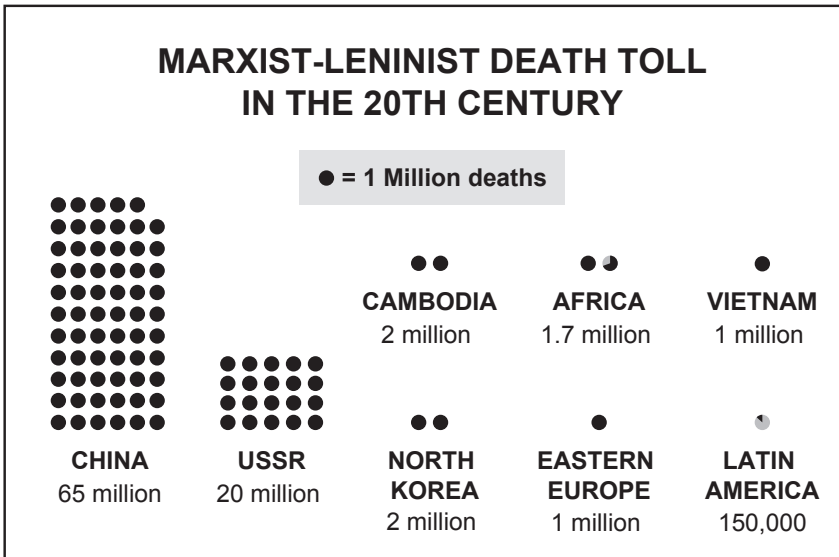 MARXIST-LENINIST DEATH TOLL
IN THE 20TH CENTURY
= 1 Million deaths
CAMBODIA
2 million
AFRICA
1.7 million
VIETNAM
1 million
CHINA
65 million
USSR
20 million
NORTH
KOREA
2 million
EASTERN
EUROPE
1 million
LATIN
AMERICA
150,000